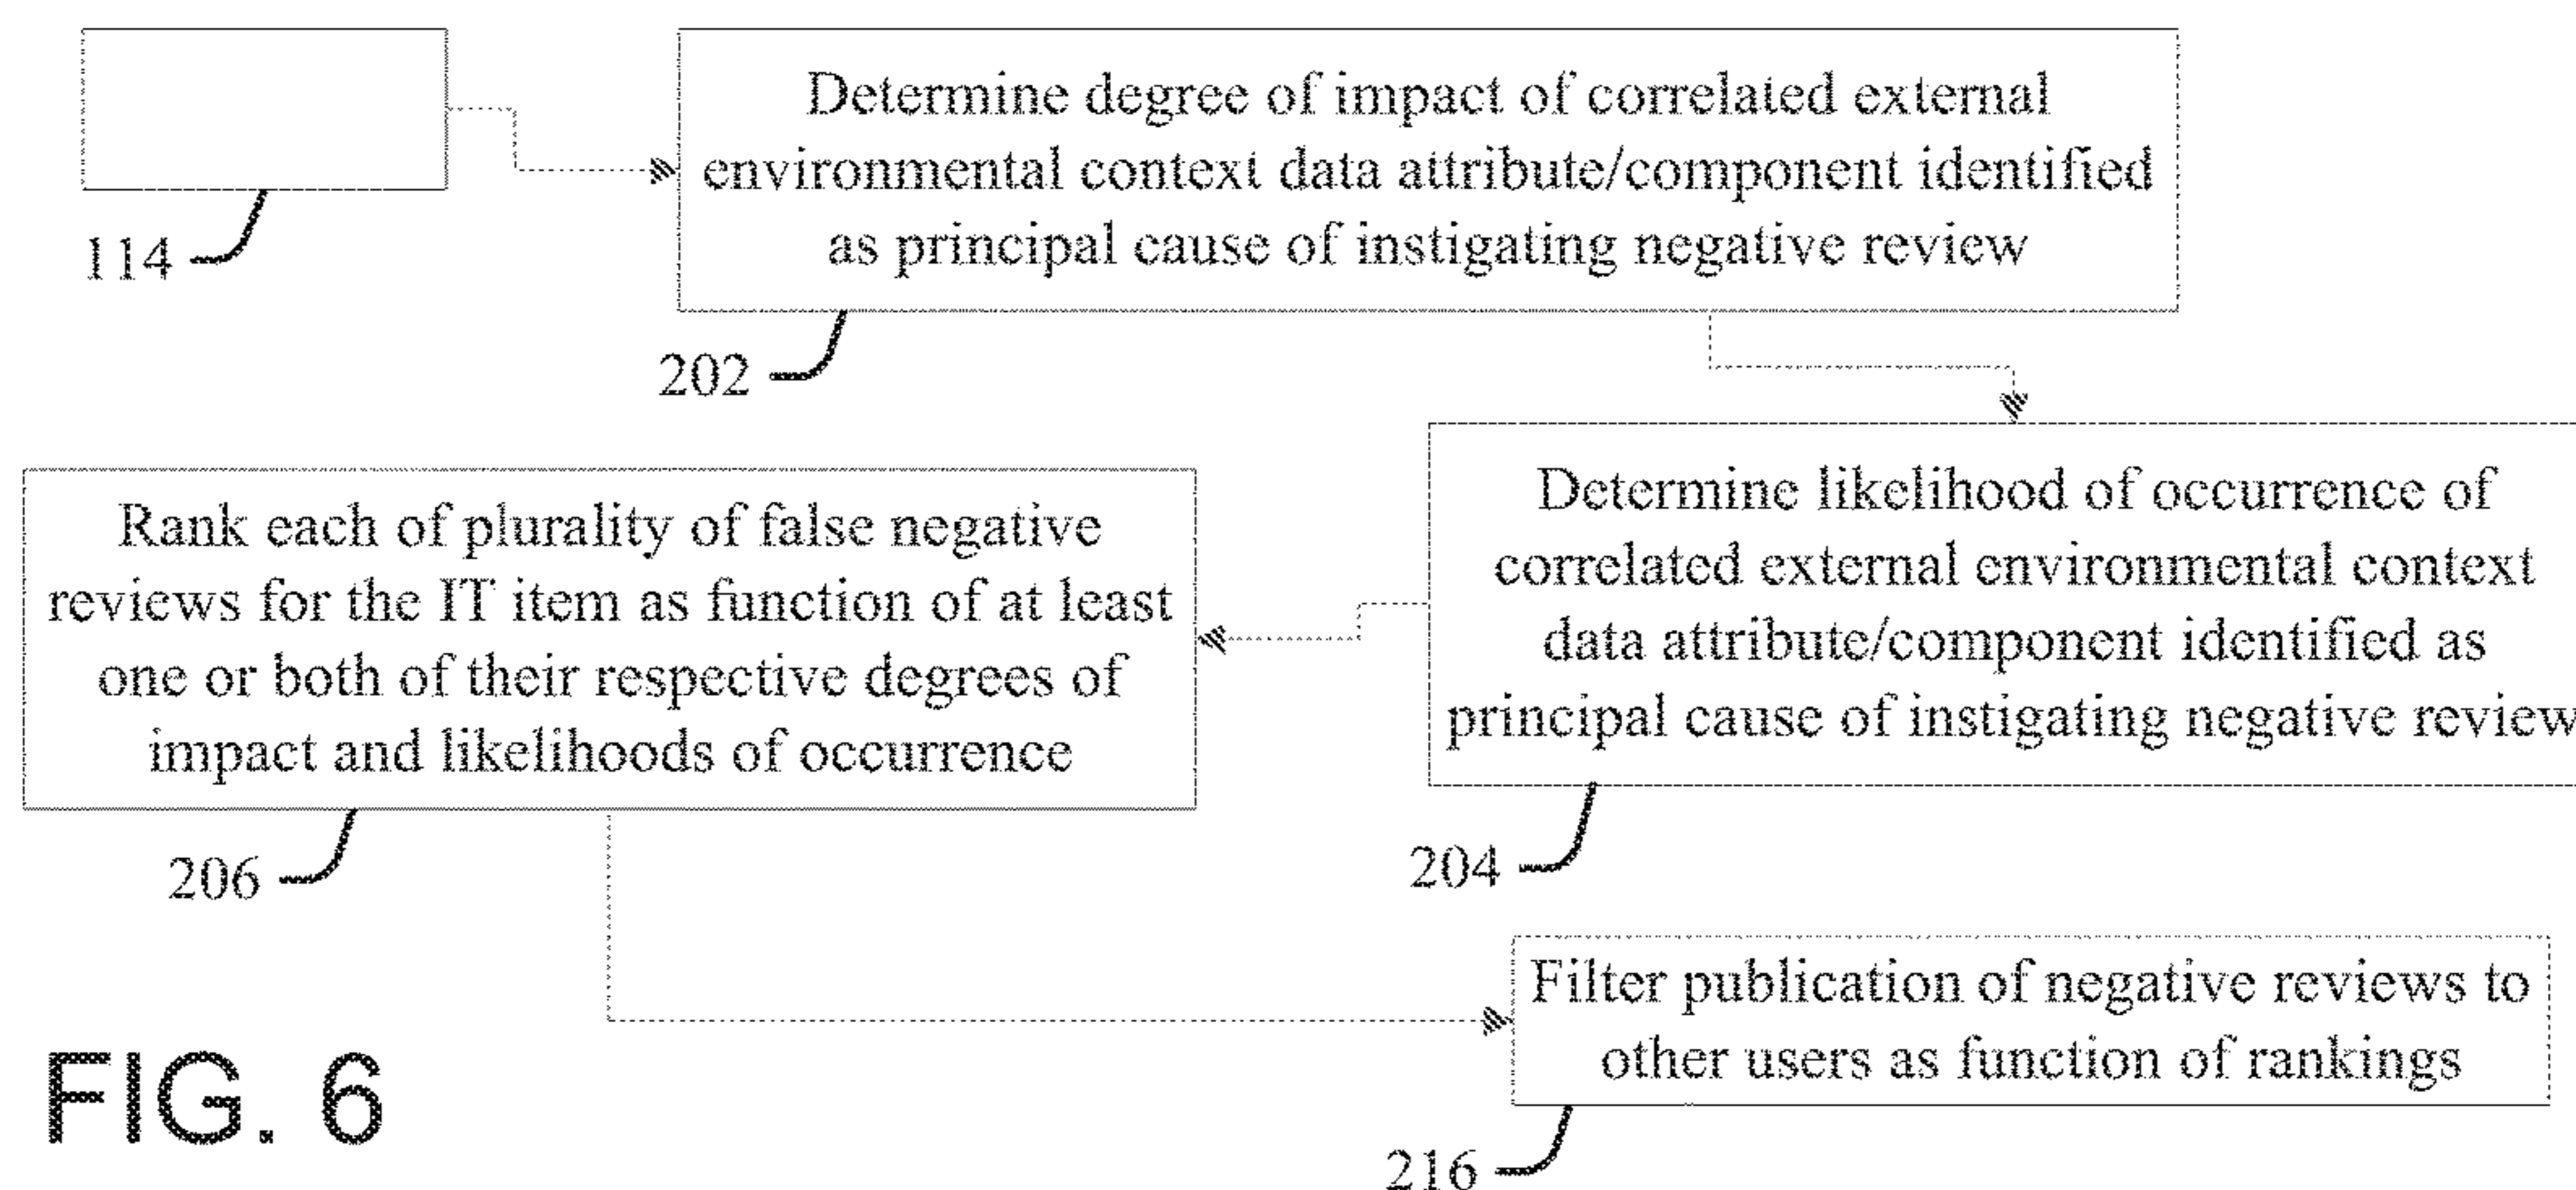 114
Determine degree of impact of correlated external
environmental context data attribute/component identified
as principal cause of instigating negative review
202
Determine likelihood of occurrence of
correlated external environmental context
data attribute/component identified as
principal cause of instigating negative review
204
Rank each of plurality of false negative
reviews for the IT item as function of at least
one or both of their respective degrees of
impact and likelihoods of occurrence
206
Filter publication of negative reviews to
other users as function of rankings
216
FIG. 6